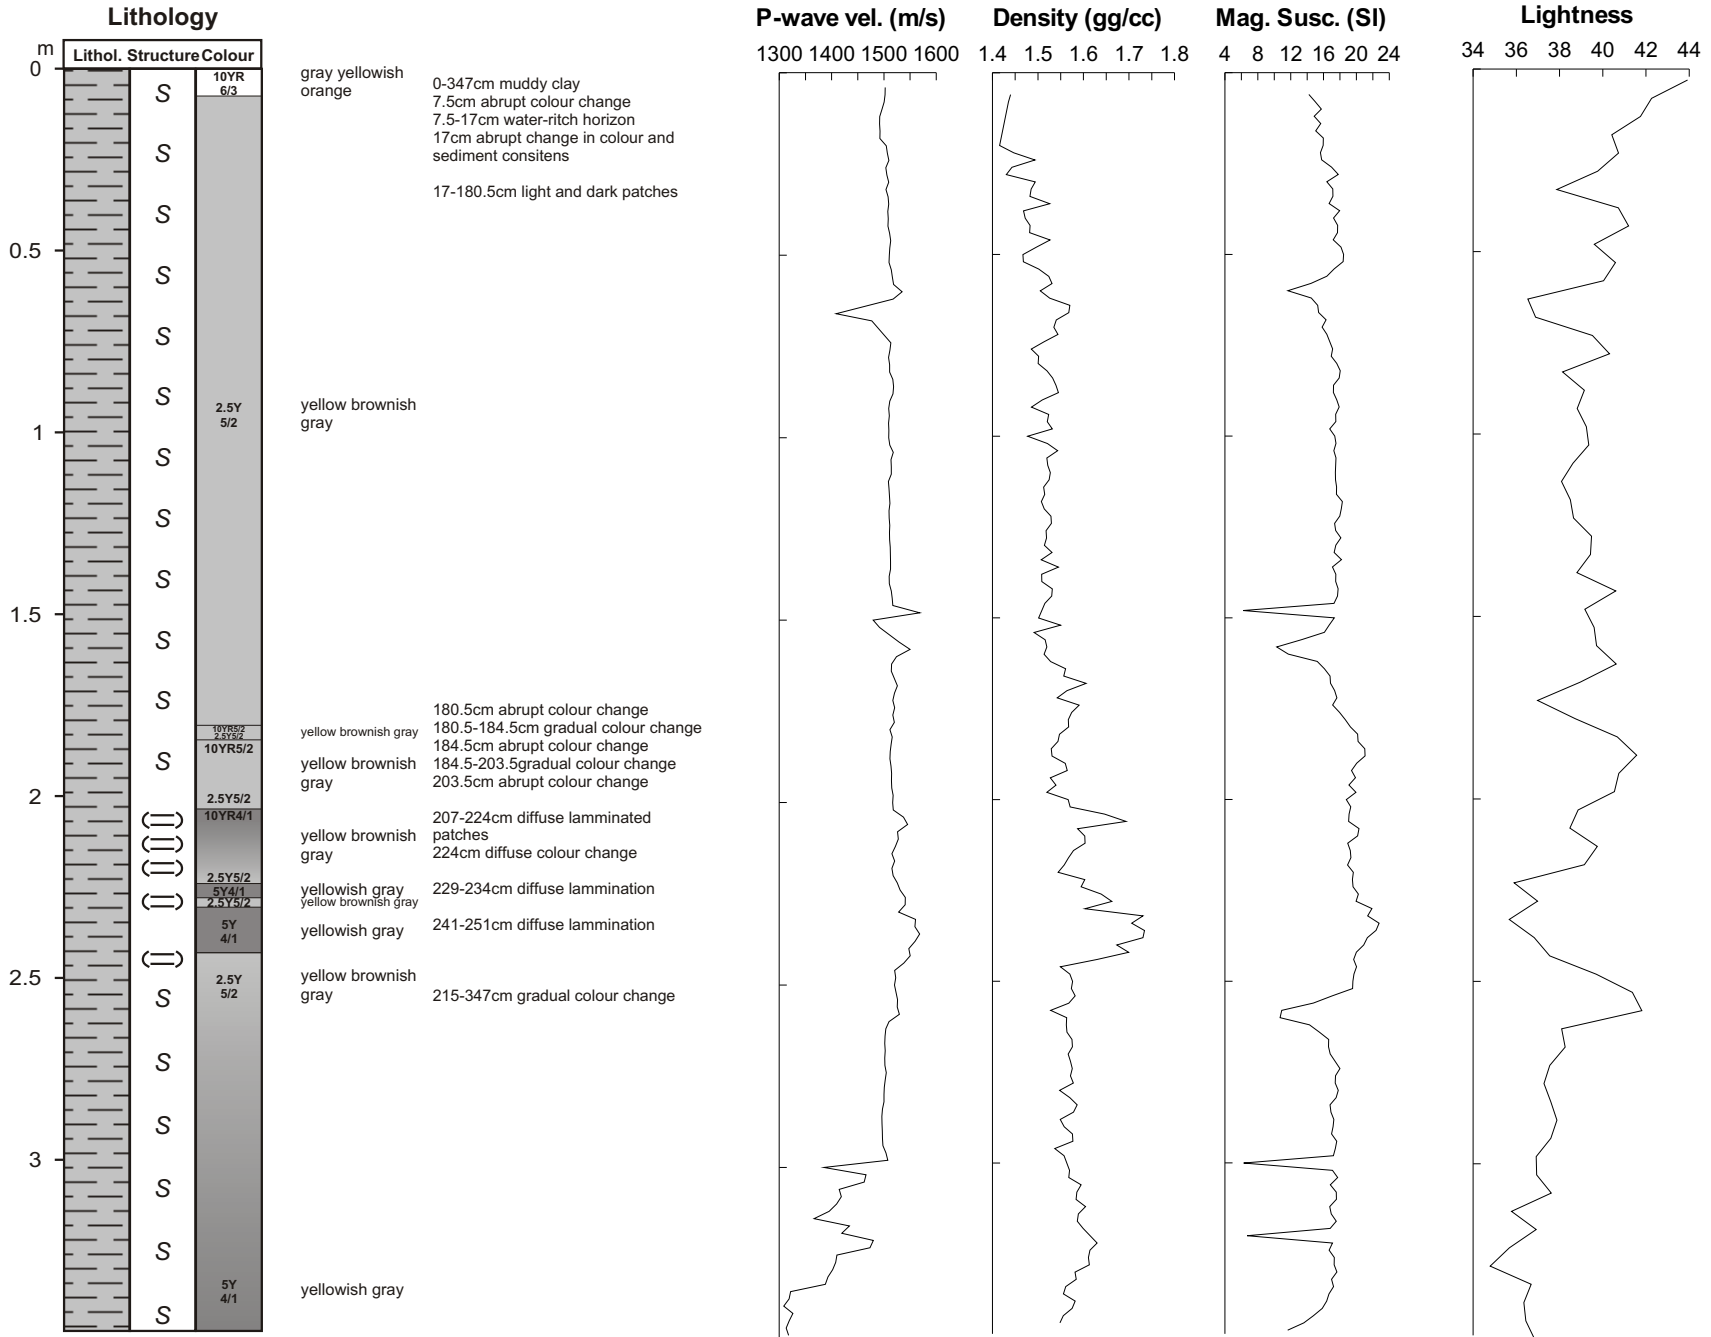 Lithology
P-wave vel. (m/s)
Density (gg/cc)
Mag. Susc. (SI)
Lightness
m
Lithol. Structure Colour
1300 1400 1500 1600
1.4 1.5 1.6 1.7 1.8
4 8 12 16 20 24
34 36 38 40 42 44
0
10YR
6/3
gray yellowish
orange
0-347cm muddy clay
7.5cm abrupt colour change
7.5-17cm water-ritch horizon
17cm abrupt change in colour and
sediment consitens
17-180.5cm light and dark patches
S
S
S
0.5
S
S
S
2.5Y
5/2
yellow brownish
gray
1
S
S
S
1.5
S
S
180.5cm abrupt colour change
180.5-184.5cm gradual colour change
184.5cm abrupt colour change
184.5-203.5gradual colour change
203.5cm abrupt colour change
10YR5/2
2.5Y5/2
yellow brownish gray
10YR5/2
S
yellow brownish
gray
2
2.5Y5/2
10YR4/1
207-224cm diffuse lamminated
patches
224cm diffuse colour change
yellow brownish
gray
2.5Y5/2
5Y4/1
yellowish gray
229-234cm diffuse lammination
2.5Y5/2
yellow brownish gray
5Y
4/1
yellowish gray
241-251cm diffuse lammination
2.5
2.5Y
5/2
yellow brownish
gray
215-347cm gradual colour change
S
S
S
3
S
S
5Y
4/1
yellowish gray
S